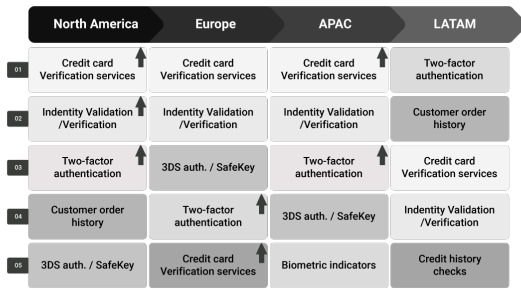 North America
Europe
APAC
LATAM
01
Credit card
Verification services
Credit card
Verification services
Credit card
Verification services
Two-factor
authentication
02
Indentity Validation
/Verification
Indentity Validation
/Verification
Indentity Validation
/Verification
Customer order
history
03
Two-factor
authentication
3DS auth. / SafeKey
Two-factor
authentication
Credit card
Verification services
04
Customer order
history
Two-factor
authentication
3DS auth. / SafeKey
Indentity Validation
/Verification
05
3DS auth. / SafeKey
Credit card
Verification services
Biometric indicators
Credit history
checks